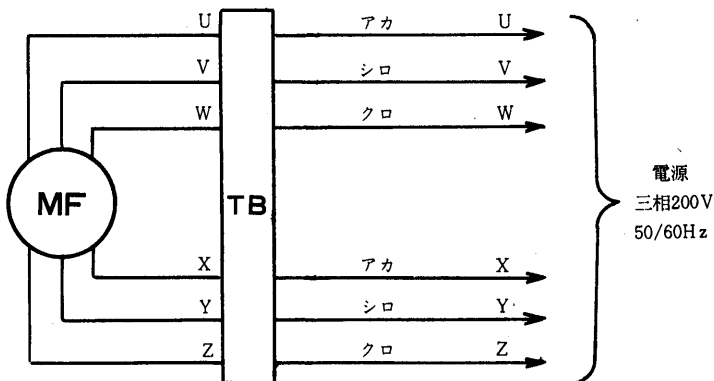 U アカ U
V シロ V
W クロ W
MF
TB
電源
三相200V
50/60Hz
X アカ X
Y シロ Y
Z クロ Z